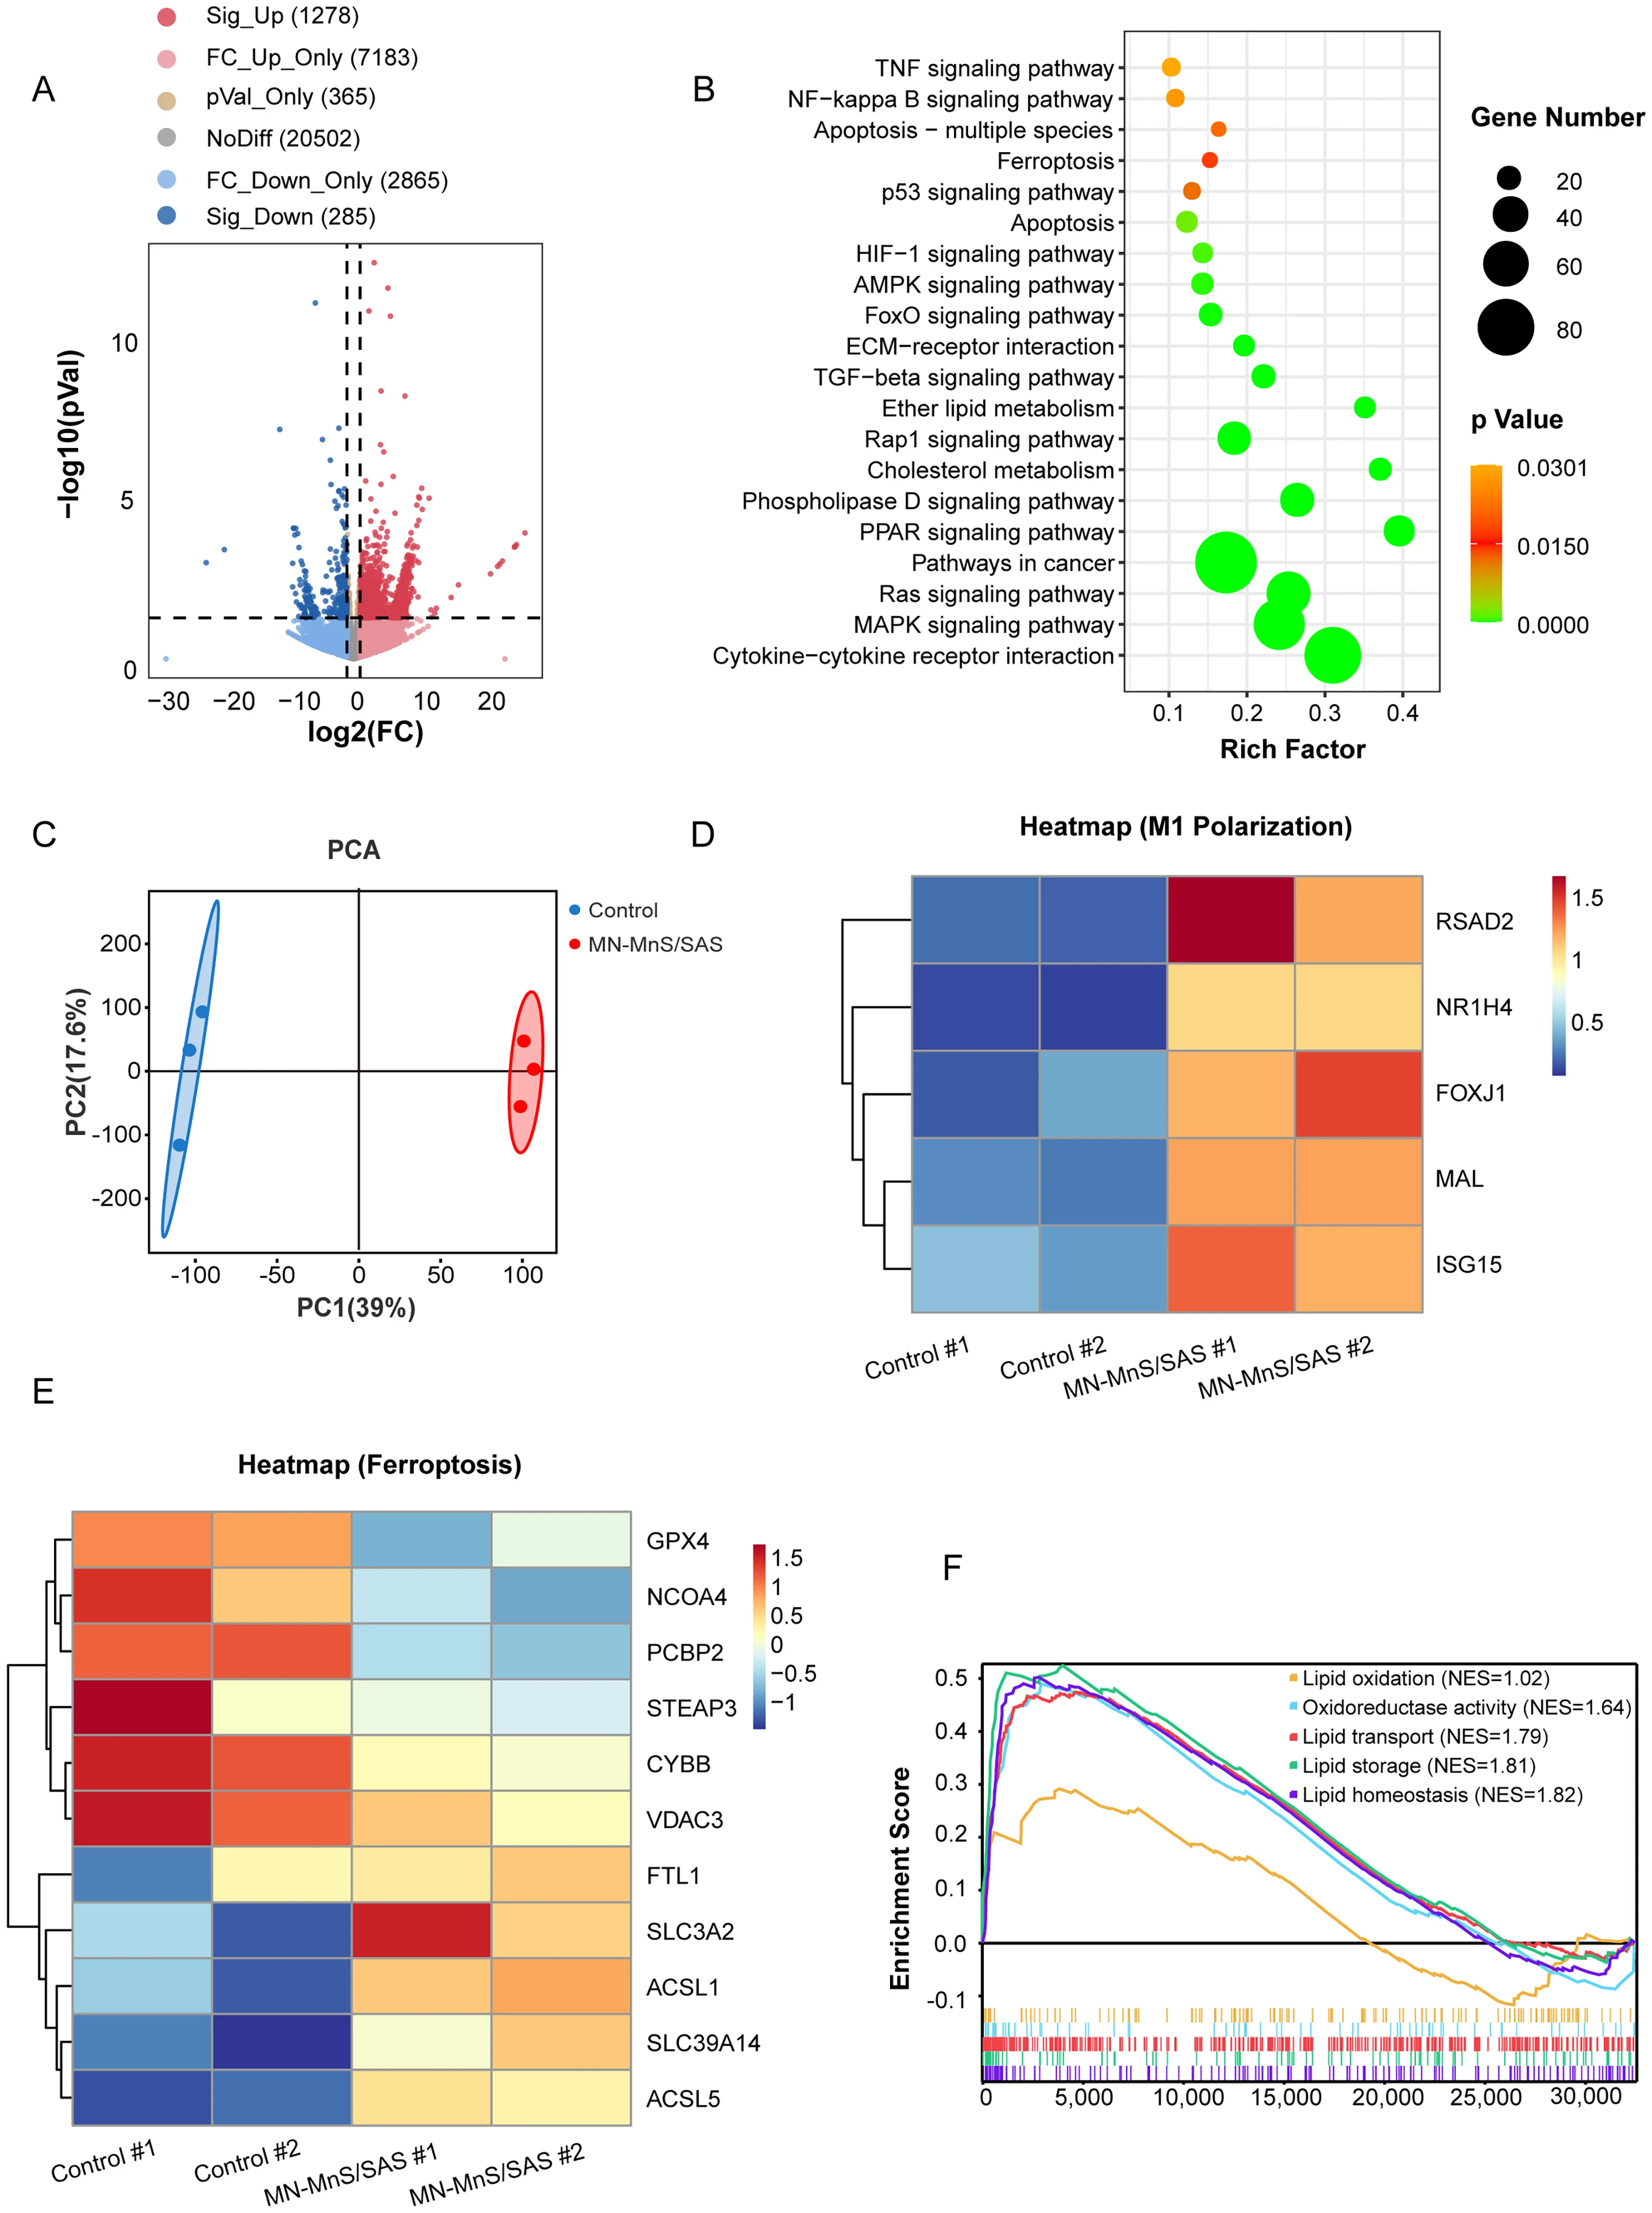 A
Sig_Up (1278)
FC_Up_Only (7183)
pVal_Only (365)
NoDiff (20502)
FC_Down_Only (2865)
Sig_Down (285)
−log10(pVal)
10
5
0
−30 −20 −10 0 10 20
log2(FC)
B
TNF signaling pathway
NF−kappa B signaling pathway
Apoptosis − multiple species
Ferroptosis
p53 signaling pathway
Apoptosis
HIF−1 signaling pathway
AMPK signaling pathway
FoxO signaling pathway
ECM−receptor interaction
TGF−beta signaling pathway
Ether lipid metabolism
Rap1 signaling pathway
Cholesterol metabolism
Phospholipase D signaling pathway
PPAR signaling pathway
Pathways in cancer
Ras signaling pathway
MAPK signaling pathway
Cytokine−cytokine receptor interaction
0.1 0.2 0.3 0.4
Rich Factor
Gene Number
20
40
60
80
p Value
0.0301
0.0150
0.0000
C
PCA
Control
MN-MnS/SAS
PC2(17.6%)
200
100
0
-100
-200
-100 -50 0 50 100
PC1(39%)
D
Heatmap (M1 Polarization)
RSAD2
NR1H4
FOXJ1
MAL
ISG15
1.5
1
0.5
Control #1
Control #2
MN-MnS/SAS #1
MN-MnS/SAS #2
E
Heatmap (Ferroptosis)
GPX4
NCOA4
PCBP2
STEAP3
CYBB
VDAC3
FTL1
SLC3A2
ACSL1
SLC39A14
ACSL5
1.5
1
0.5
0
−0.5
−1
Control #1
Control #2
MN-MnS/SAS #1
MN-MnS/SAS #2
F
Lipid oxidation (NES=1.02)
Oxidoreductase activity (NES=1.64)
Lipid transport (NES=1.79)
Lipid storage (NES=1.81)
Lipid homeostasis (NES=1.82)
Enrichment Score
0.5
0.4
0.3
0.2
0.1
0.0
-0.1
0 5,000 10,000 15,000 20,000 25,000 30,000